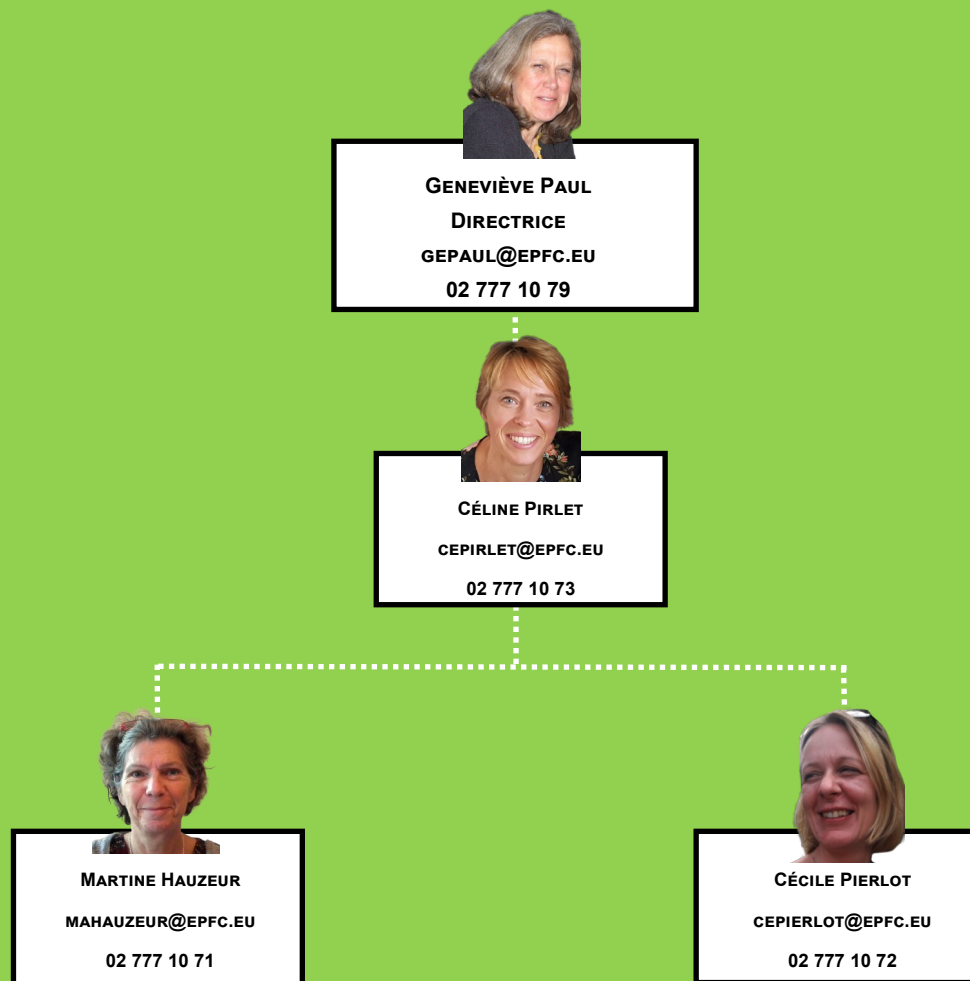 Geneviève Paul
Directrice
gepaul@epfc.eu
02 777 10 79
Céline Pirlet
cepirlet@epfc.eu
02 777 10 73
Martine Hauzeur
mahauzeur@epfc.eu
02 777 10 71
Cécile Pierlot
cepierlot@epfc.eu
02 777 10 72